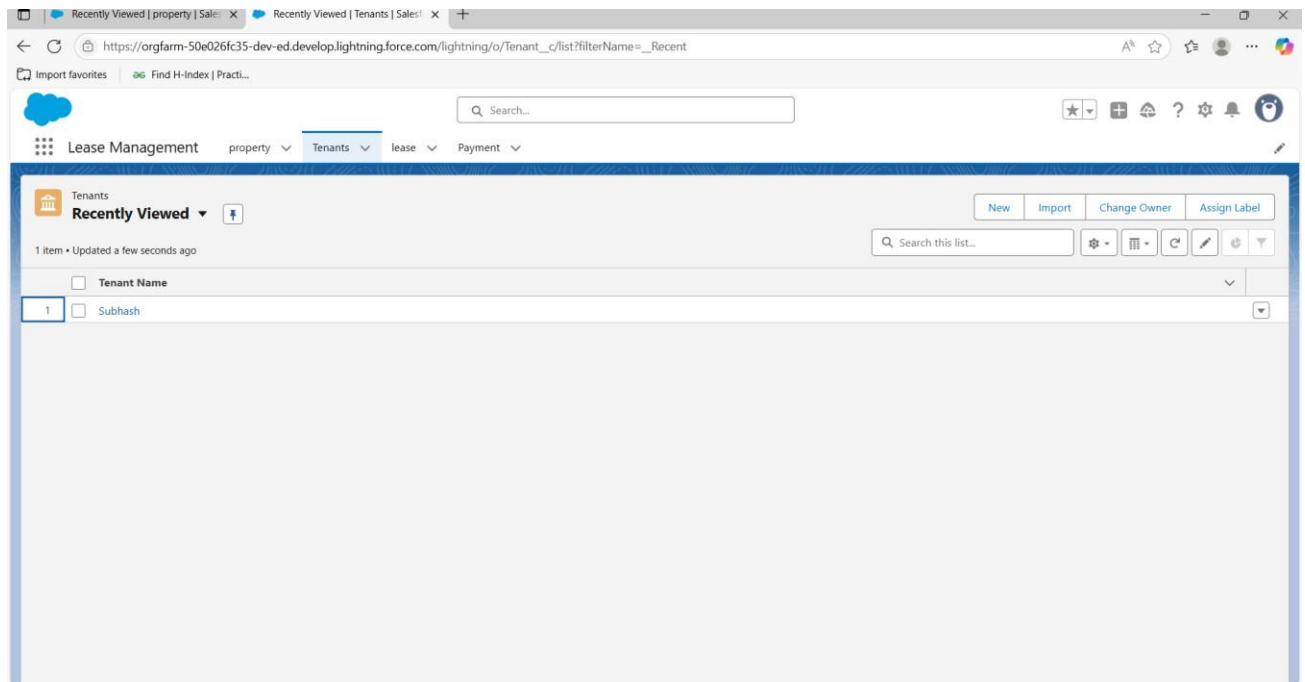 Recently Viewed | property | Sales
Recently Viewed | Tenants | Salesf
https://orgfarm-50e026fc35-dev-ed.develop.lightning.force.com/lightning/o/Tenant__c/list?filterName=__Recent
Import favorites
Find H-Index | Practi...
Search...
Lease Management property Tenants lease Payment
Tenants
Recently Viewed
New Import Change Owner Assign Label
1 item • Updated a few seconds ago
Search this list...
Tenant Name
1 Subhash